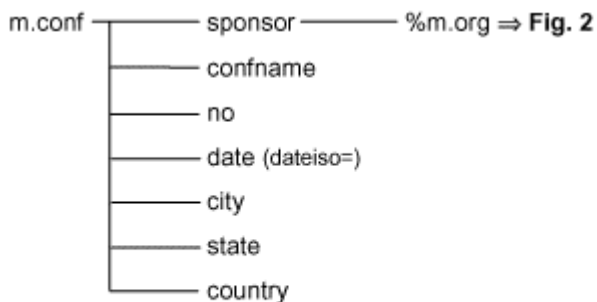 m.conf sponsor %m.org ⇒ Fig. 2
confname
no
date (dateiso=)
city
state
country